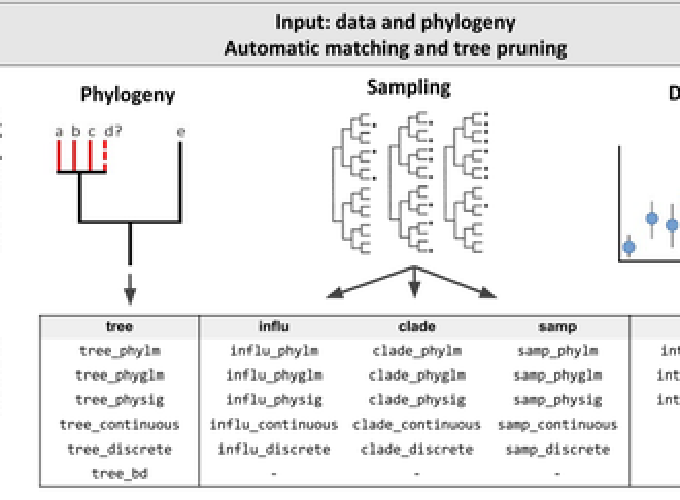 Input: data and phylogeny
Automatic matching and tree pruning
Phylogeny
Sampling
D
a b c d? e
tree influ clade samp
tree_phylm influ_phylm clade_phylm samp_phylm int
tree_phyglm influ_phyglm clade_phyglm samp_phyglm int
tree_physig influ_physig clade_physig samp_physig int
tree_continuous influ_continuous clade_continuous samp_continuous
tree_discrete influ_discrete clade_discrete samp_discrete
tree_bd - - -